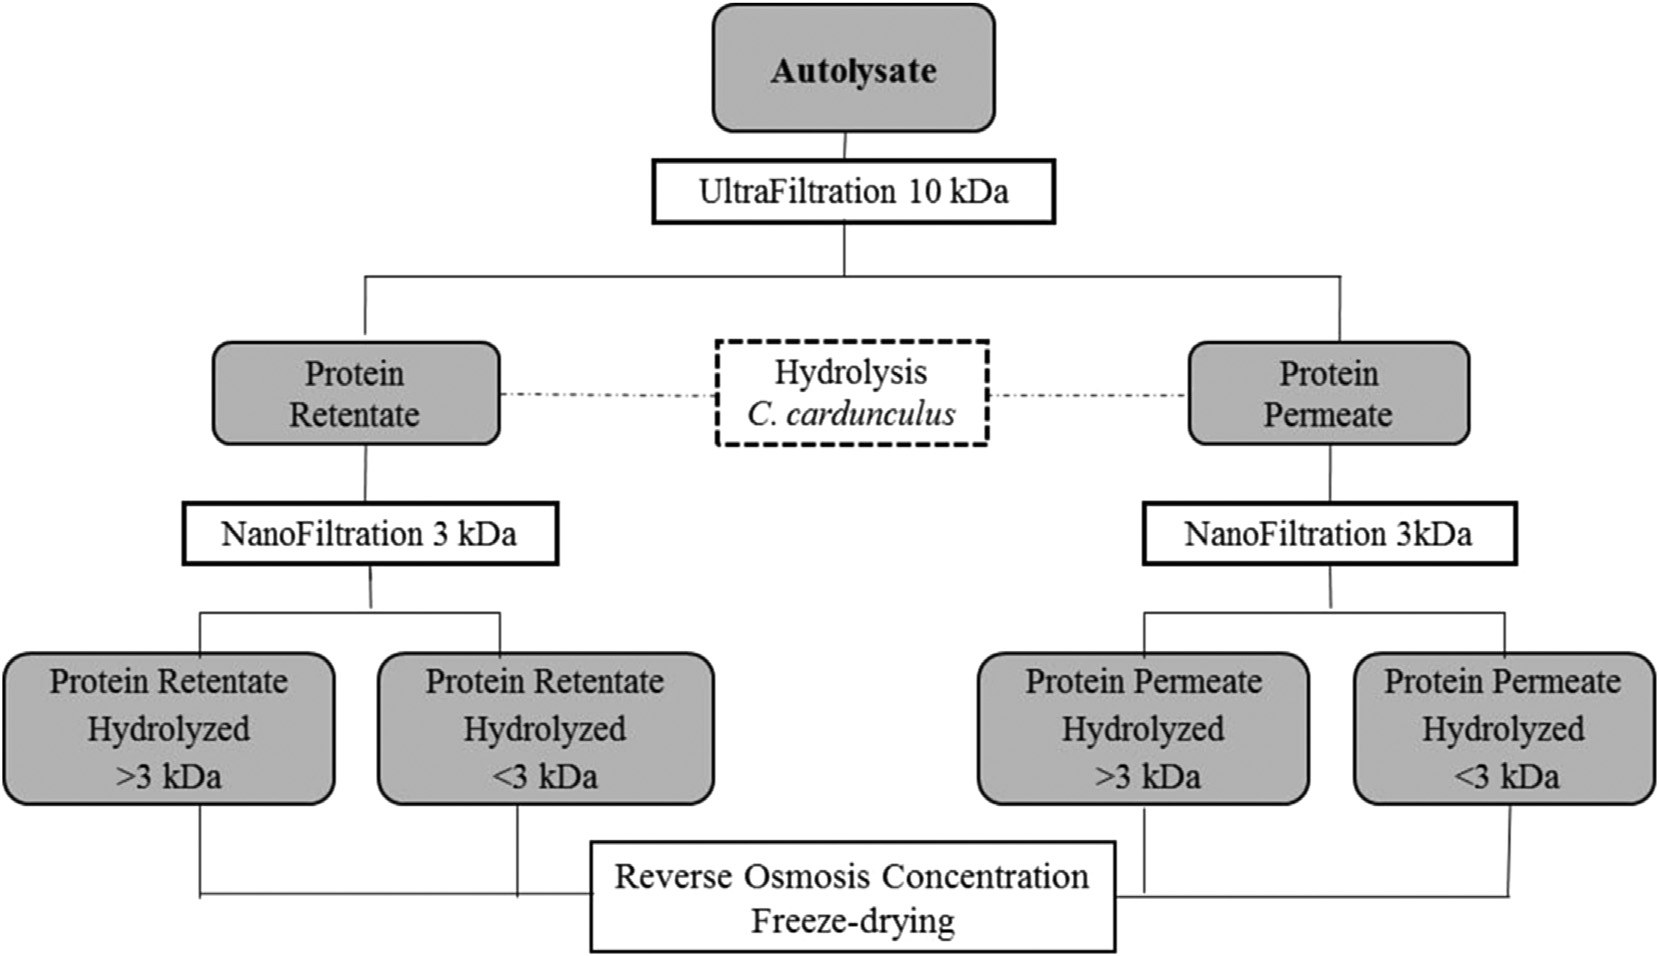 Autolysate
UltraFiltration 10 kDa
Protein
Retentate
Hydrolysis
C. cardunculus
Protein
Permeate
NanoFiltration 3 kDa
NanoFiltration 3kDa
Protein Retentate
Hydrolyzed
>3 kDa
Protein Retentate
Hydrolyzed
<3 kDa
Protein Permeate
Hydrolyzed
>3 kDa
Protein Permeate
Hydrolyzed
<3 kDa
Reverse Osmosis Concentration
Freeze-drying